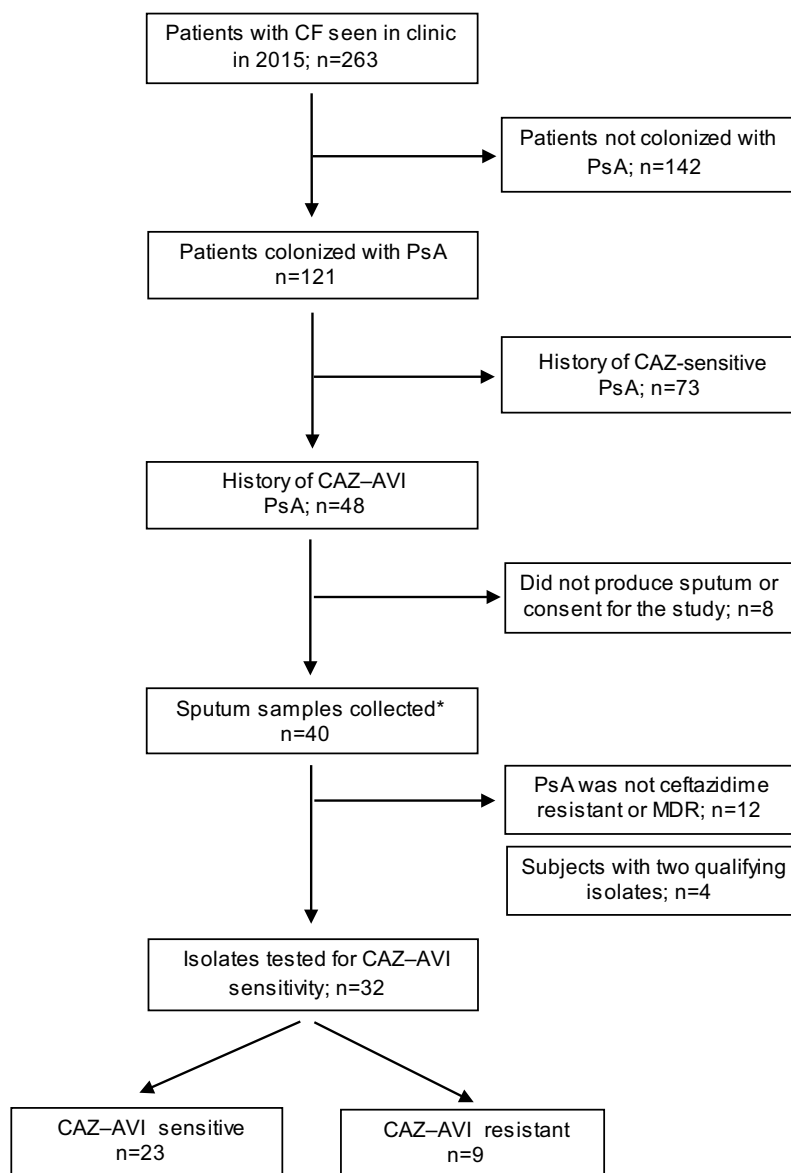 Patients with CF seen in clinic
in 2015; n=263
Patients not colonized with
PsA; n=142
Patients colonized with PsA
n=121
History of CAZ-sensitive
PsA; n=73
History of CAZ–AVI
PsA; n=48
Did not produce sputum or
consent for the study; n=8
Sputum samples collected*
n=40
PsA was not ceftazidime
resistant or MDR; n=12
Subjects with two qualifying
isolates; n=4
Isolates tested for CAZ–AVI
sensitivity; n=32
CAZ–AVI sensitive
n=23
CAZ–AVI resistant
n=9